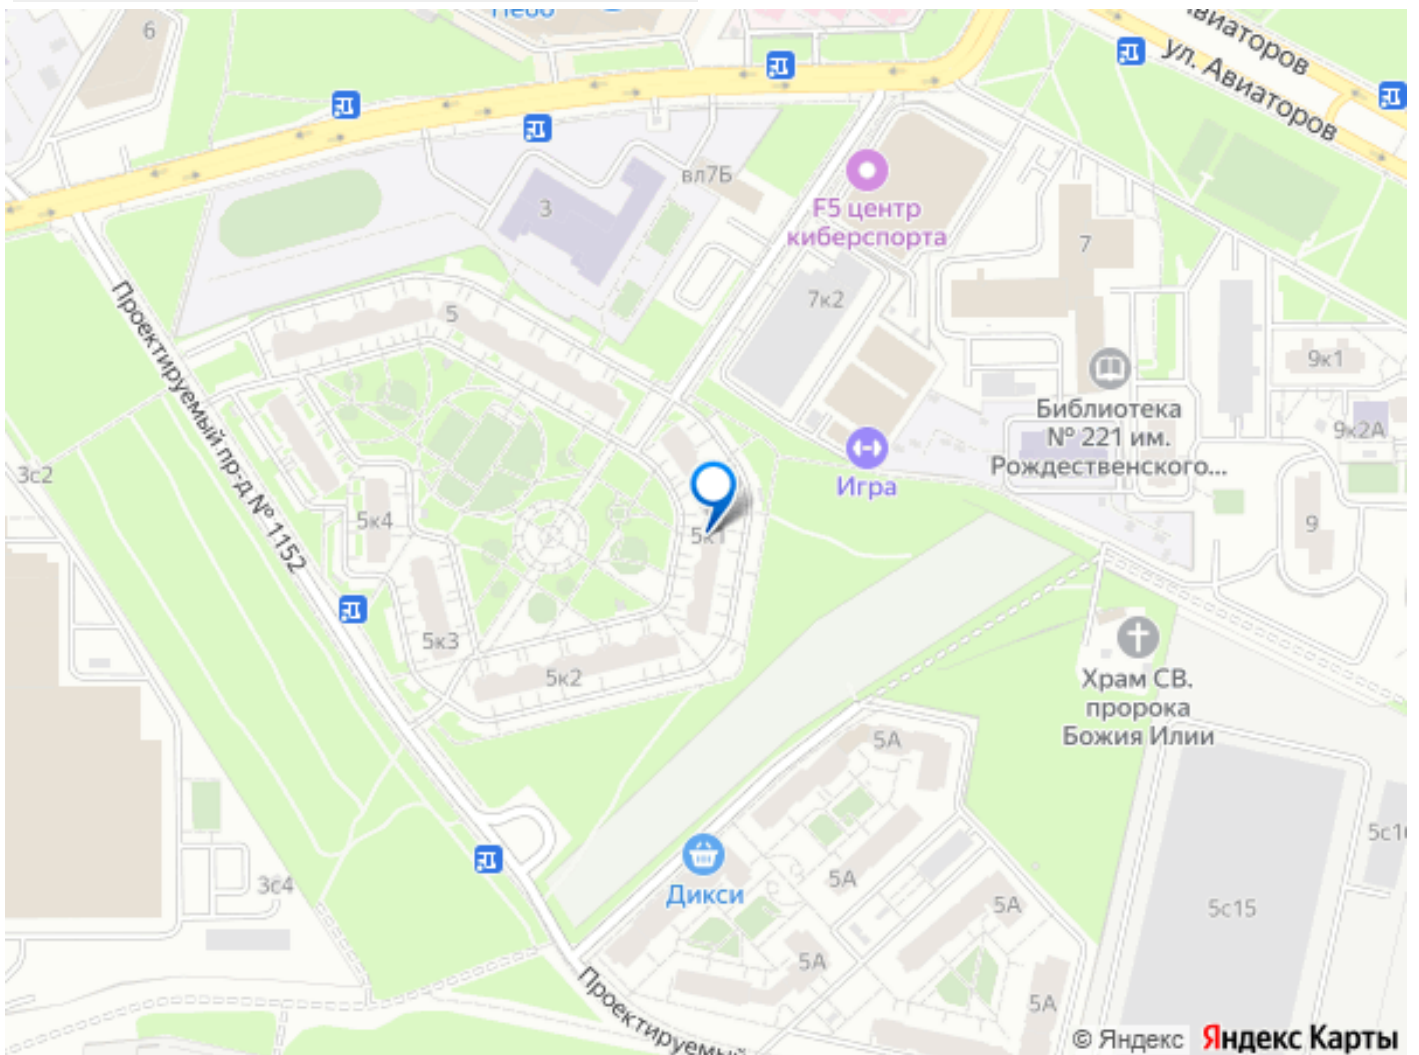 Небо
6
Авиаторов
ул. Авиаторов
вл7Б
3
F5 центр
киберспорта
7
7к2
5
9к1
Библиотека
№ 221 им.
Рождественского...
9к2А
Проектируемый пр-д № 1152
3с2
Игра
5к4
5к1
9
5к3
5к2
Храм СВ.
пророка
Божия Илии
5А
5с1
Дикси
5А
3с4
5А
5с15
5А
5А
Проектируемый
© Яндекс Яндекс Карты